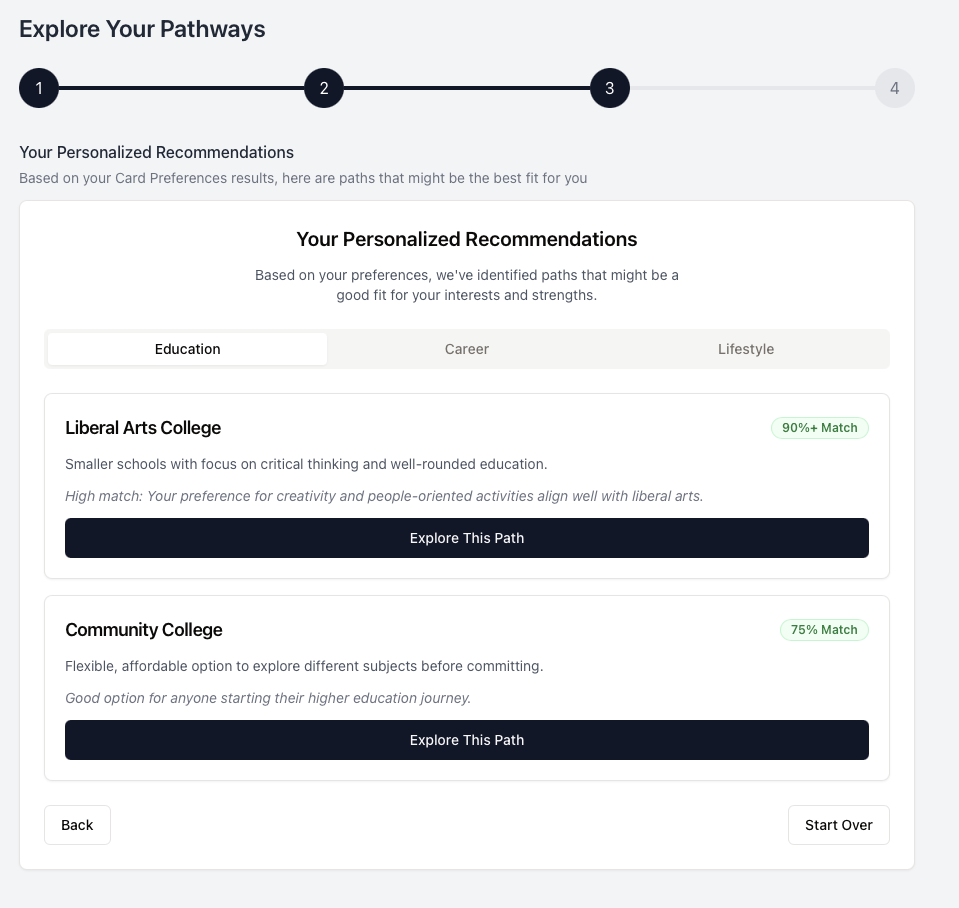 Explore Your Pathways
1 2 3 4
Your Personalized Recommendations
Based on your Card Preferences results, here are paths that might be the best fit for you
Your Personalized Recommendations
Based on your preferences, we've identified paths that might be a
good fit for your interests and strengths.
Education Career Lifestyle
Liberal Arts College 90%+ Match
Smaller schools with focus on critical thinking and well-rounded education.
High match: Your preference for creativity and people-oriented activities align well with liberal arts.
Explore This Path
Community College 75% Match
Flexible, affordable option to explore different subjects before committing.
Good option for anyone starting their higher education journey.
Explore This Path
Back Start Over